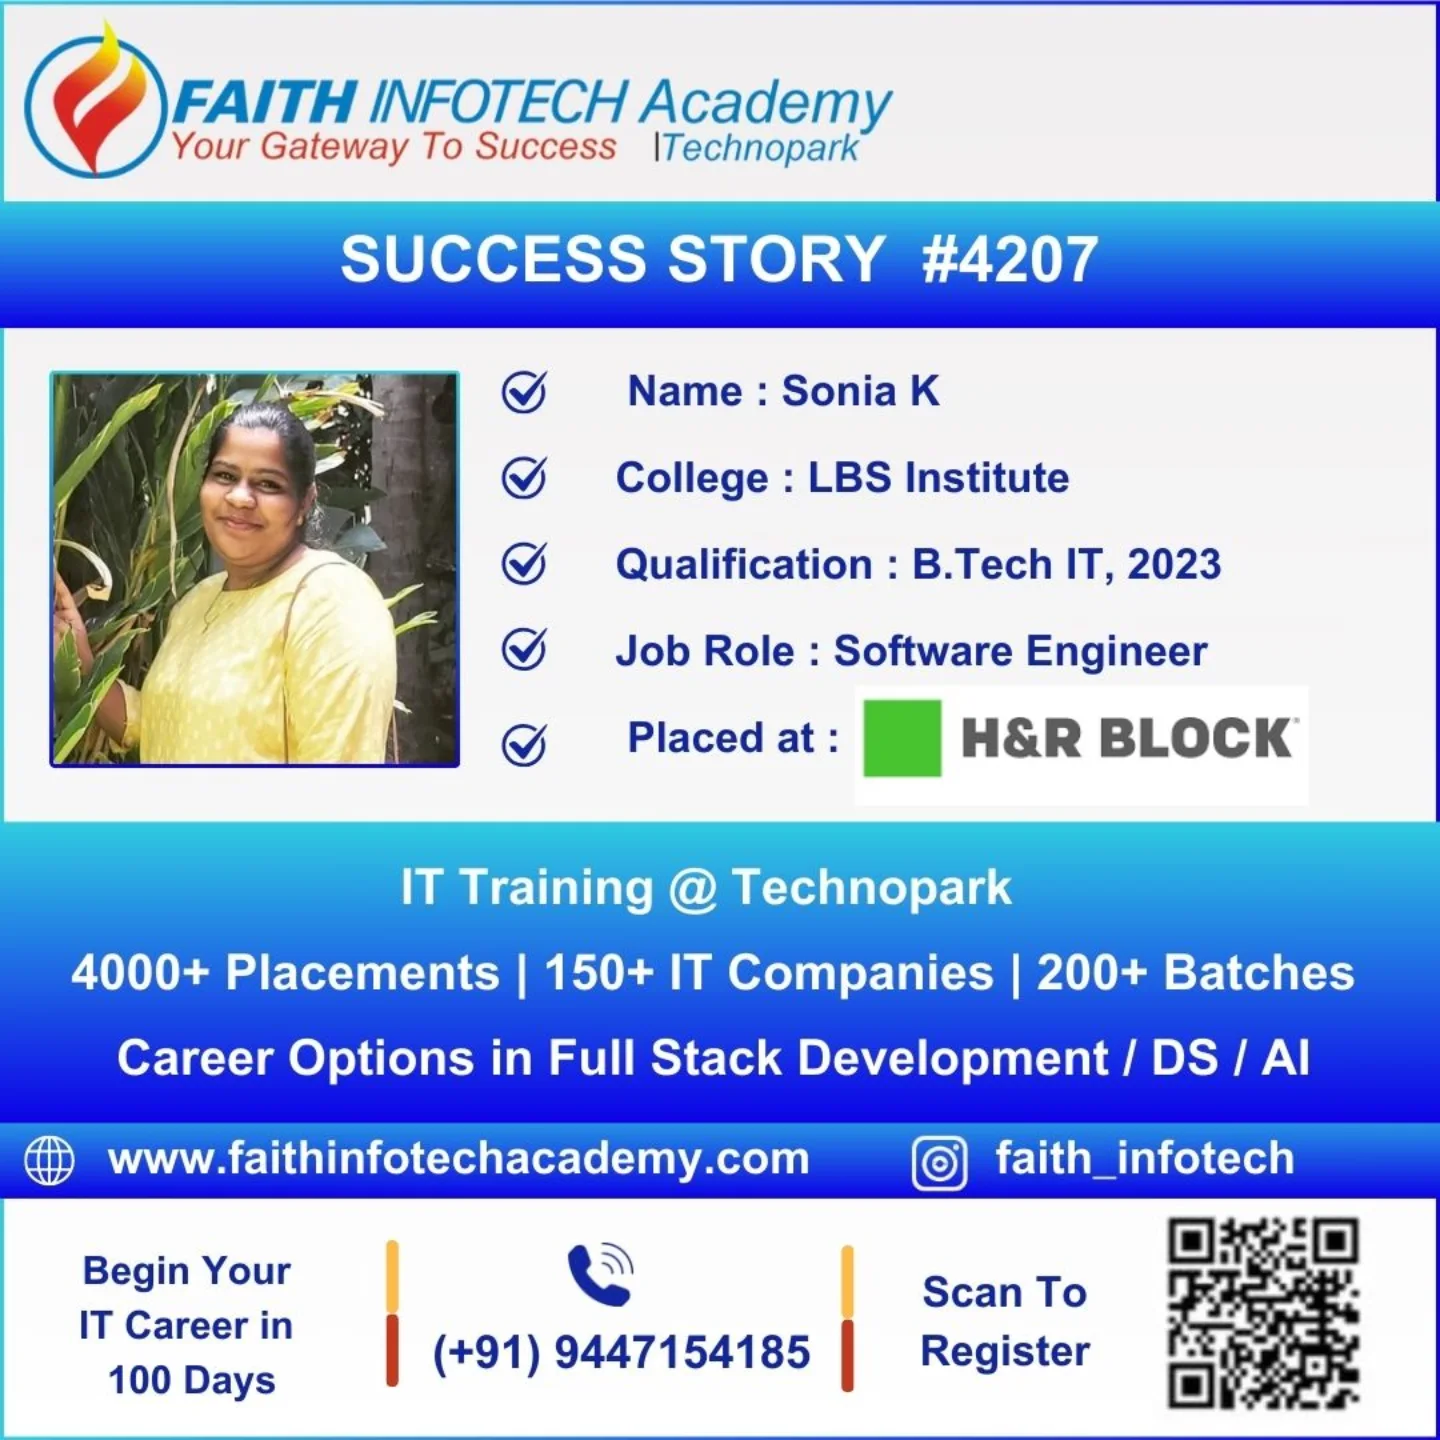 FAITH INFOTECH Academy
Your Gateway To Success |Technopark
SUCCESS STORY #4207
Name : Sonia K
College : LBS Institute
Qualification : B.Tech IT, 2023
Job Role : Software Engineer
Placed at : H&R BLOCK
IT Training @ Technopark
4000+ Placements | 150+ IT Companies | 200+ Batches
Career Options in Full Stack Development / DS / AI
www.faithinfotechacademy.com faith_infotech
Begin Your
IT Career in
100 Days
(+91) 9447154185
Scan To
Register